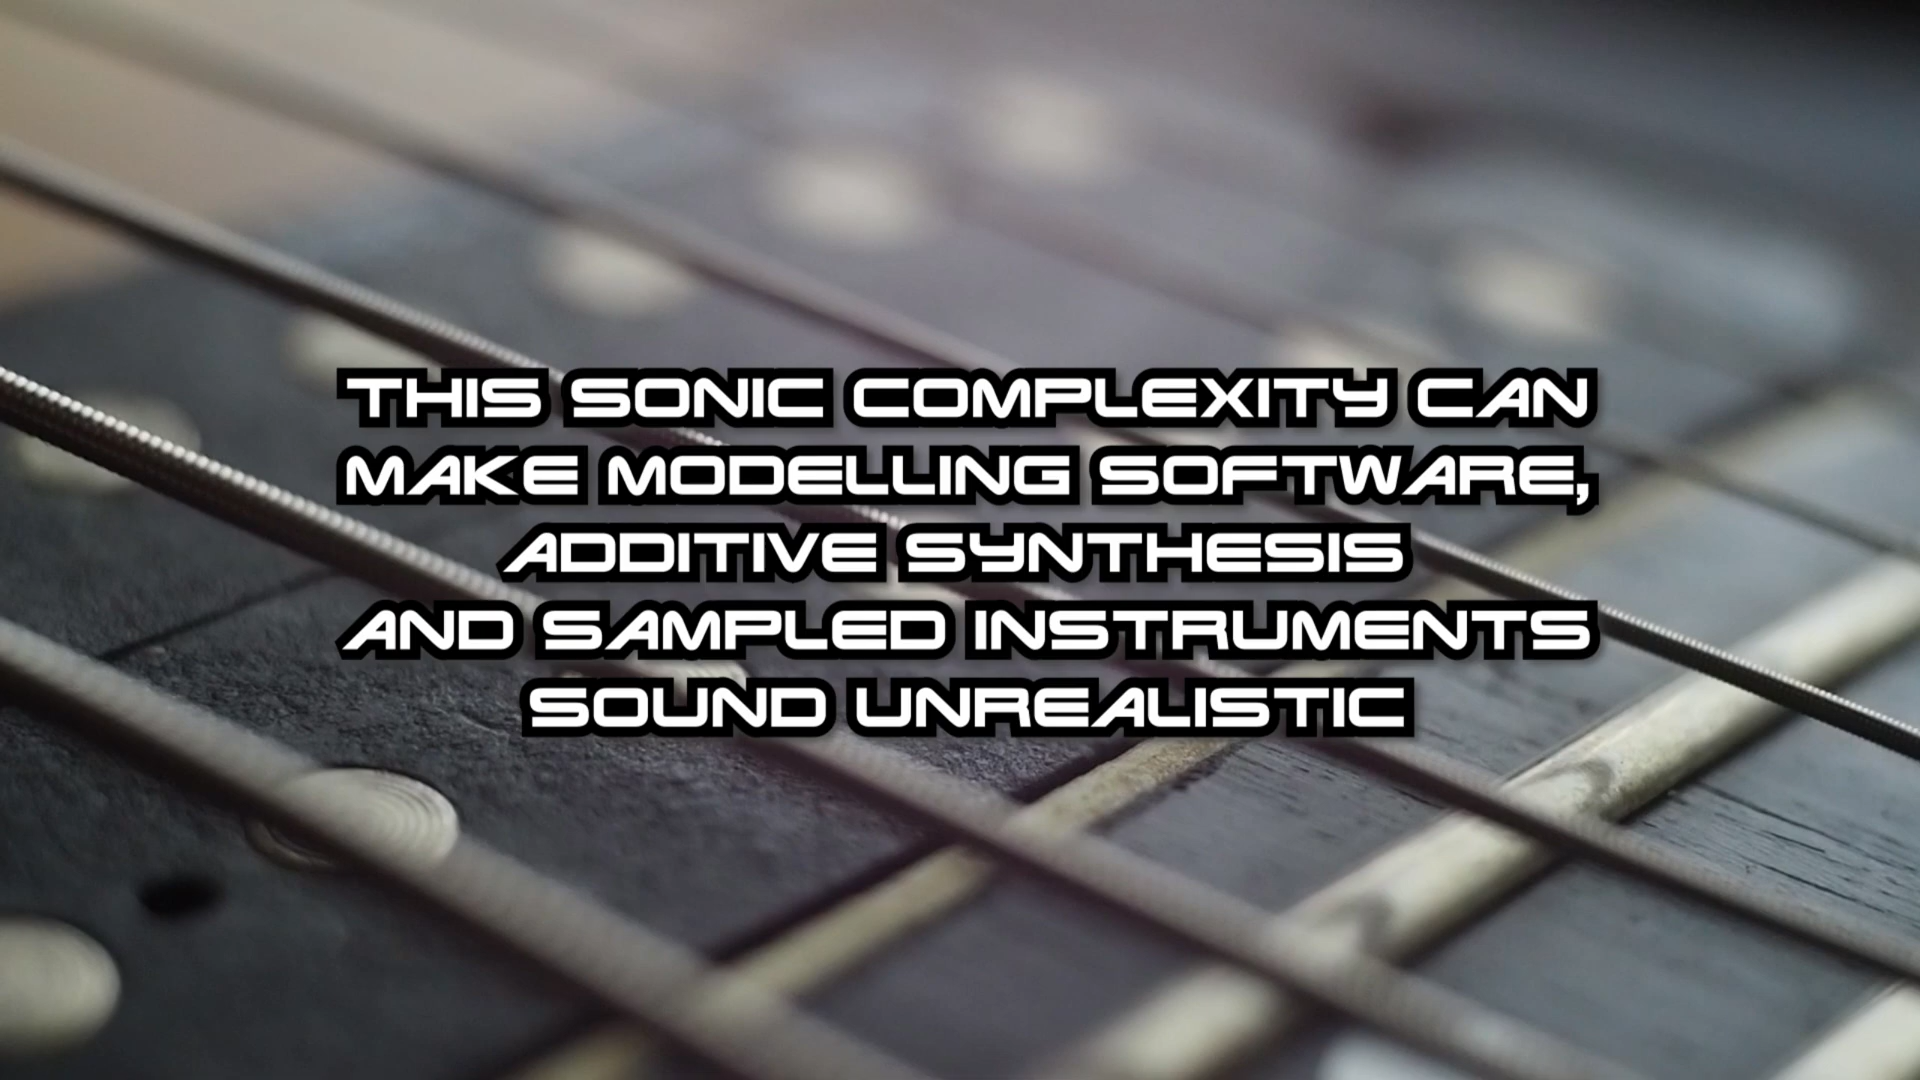 THIS SONIC COMPLEXITY CAN
MAKE MODELLING SOFTWARE,
ADDITIVE SYNTHESIS
AND SAMPLED INSTRUMENTS
SOUND UNREALISTIC